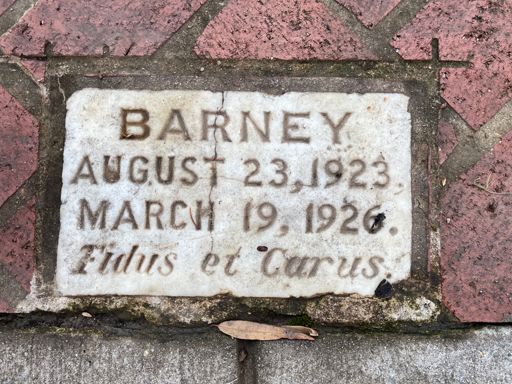 BARNEY
AUGUST 23, 1923.
MARCH 19, 1926.
Fidus et Carus.